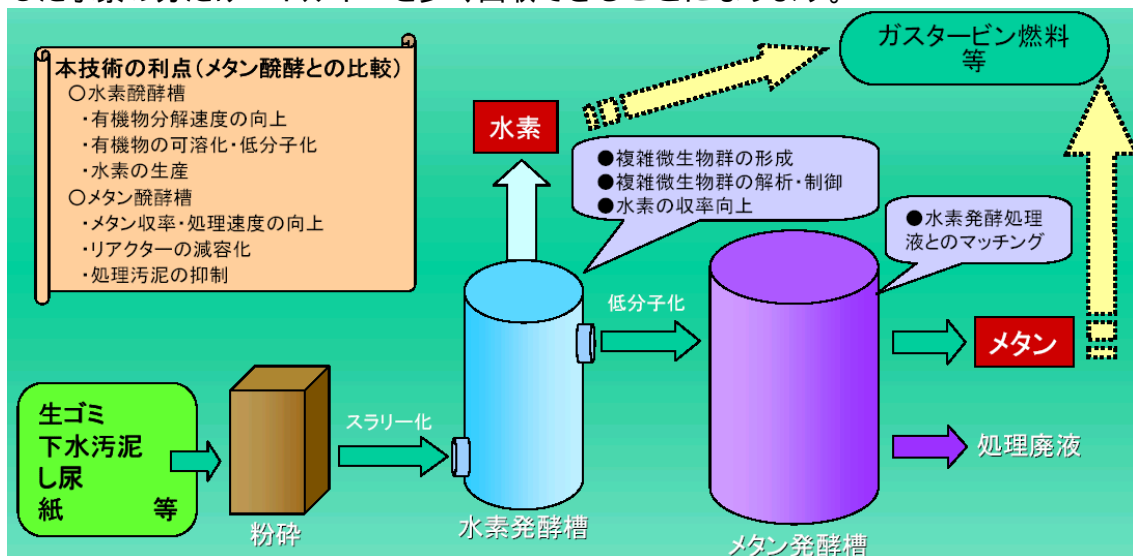 本技術の利点(メタン醗酵との比較)
○水素醗酵槽
・有機物分解速度の向上
・有機物の可溶化・低分子化
・水素の生産
○メタン醗酵槽
・メタン収率・処理速度の向上
・リアクターの減容化
・処理汚泥の抑制
ガスタービン燃料
等
水素
●複雑微生物群の形成
●複雑微生物群の解析・制御
●水素の収率向上
●水素発酵処理
液とのマッチング
低分子化
メタン
生ゴミ
下水汚泥
し尿
紙 等
スラリー化
処理廃液
粉砕
水素発酵槽
メタン発酵槽